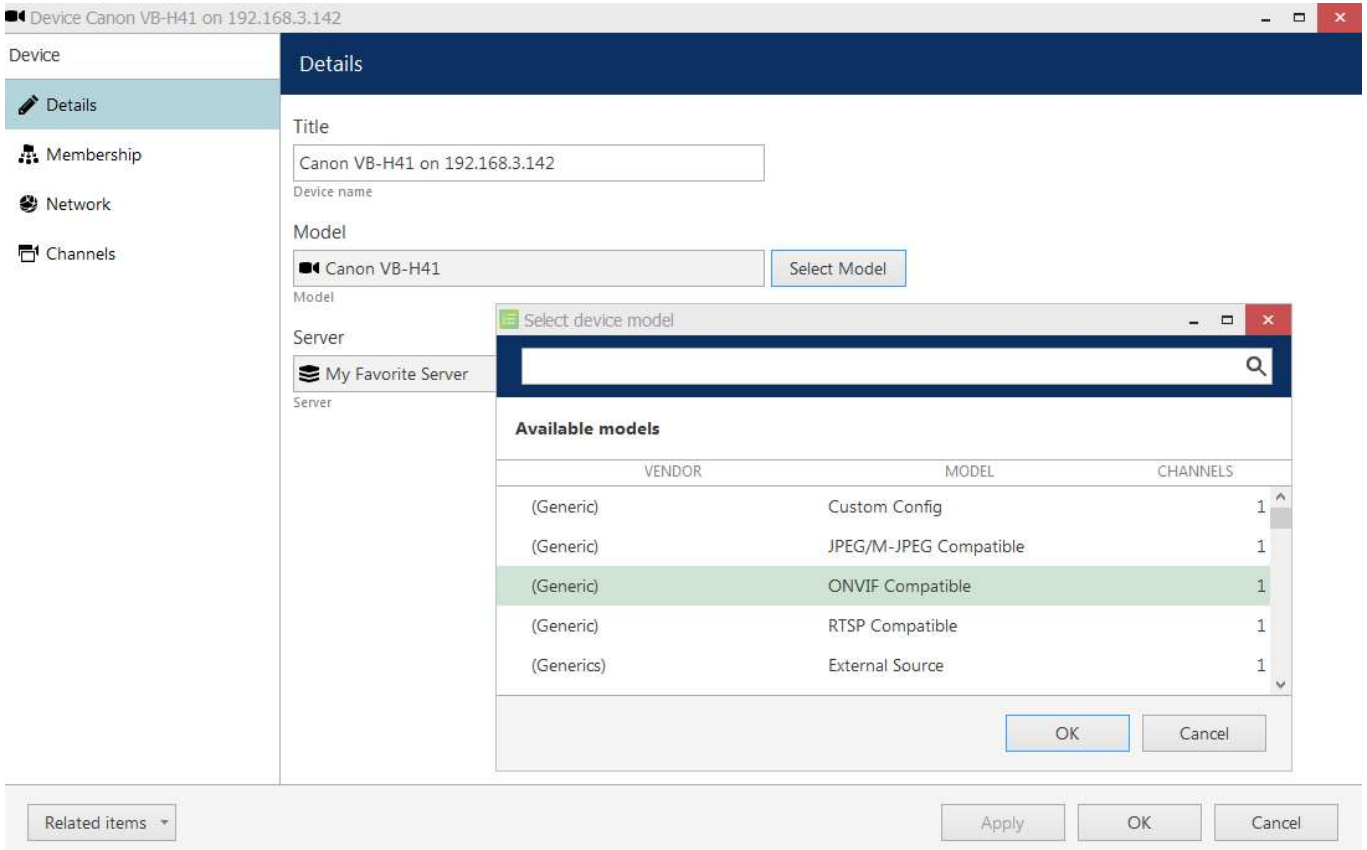 Device Canon VB-H41 on 192.168.3.142
Device
Details
Membership
Network
Channels
Details
Title
Canon VB-H41 on 192.168.3.142
Device name
Model
Canon VB-H41
Select Model
Model
Server
My Favorite Server
Server
Select device model
Available models
VENDOR MODEL CHANNELS
(Generic) Custom Config 1
(Generic) JPEG/M-JPEG Compatible 1
(Generic) ONVIF Compatible 1
(Generic) RTSP Compatible 1
(Generics) External Source 1
OK Cancel
Related items Apply OK Cancel